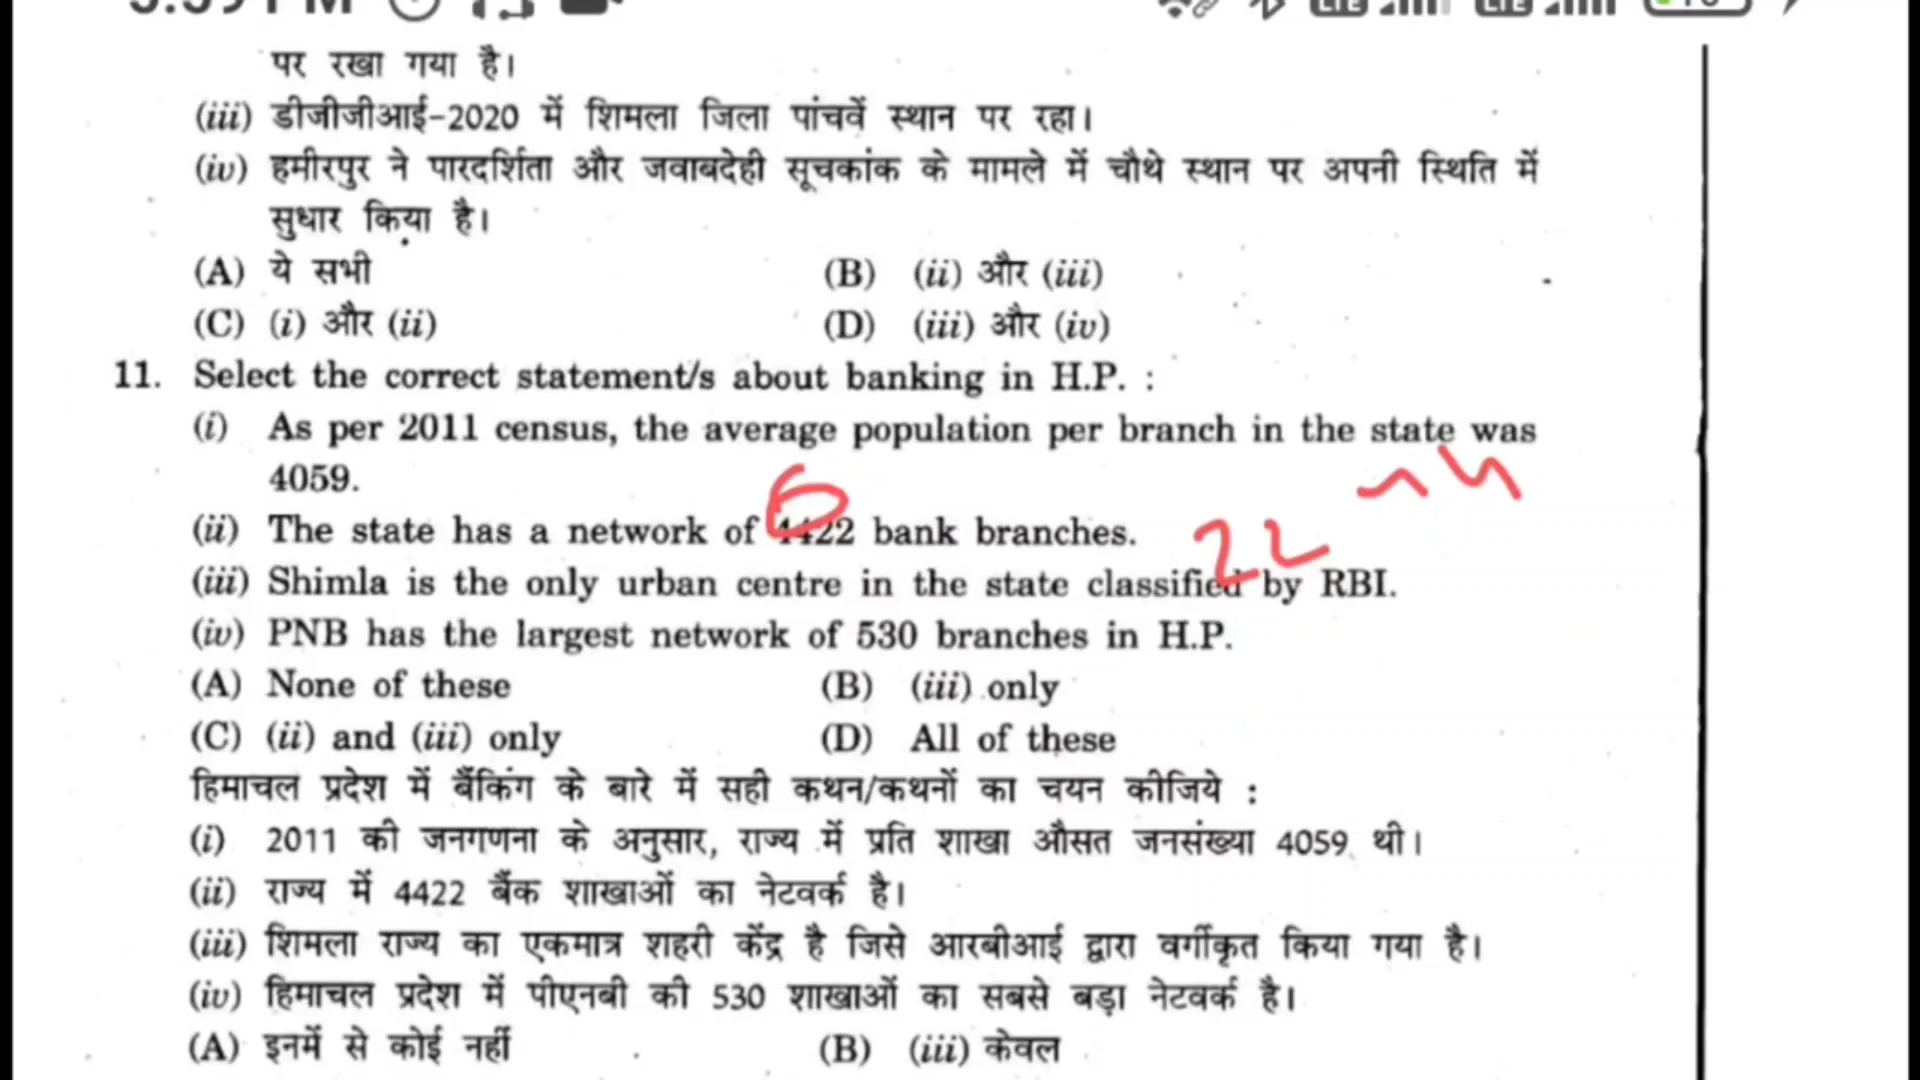 पर रखा गया है।
(iii) डीजीजीआई-2020 में शिमला जिला पांचवें स्थान पर रहा।
(iv) हमीरपुर ने पारदर्शिता और जवाबदेही सूचकांक के मामले में चौथे स्थान पर अपनी स्थिति में
सुधार किया है।
(A) ये सभी (B) (ii) और (iii)
(C) (i) और (ii) (D) (iii) और (iv)
11. Select the correct statement/s about banking in H.P. :
(i) As per 2011 census, the average population per branch in the state was
4059.
(ii) The state has a network of 4422 bank branches.
(iii) Shimla is the only urban centre in the state classified by RBI.
(iv) PNB has the largest network of 530 branches in H.P.
(A) None of these (B) (iii) only
(C) (ii) and (iii) only (D) All of these
हिमाचल प्रदेश में बैंकिंग के बारे में सही कथन/कथनों का चयन कीजिये :
(i) 2011 की जनगणना के अनुसार, राज्य में प्रति शाखा औसत जनसंख्या 4059 थी।
(ii) राज्य में 4422 बैंक शाखाओं का नेटवर्क है।
(iii) शिमला राज्य का एकमात्र शहरी केंद्र है जिसे आरबीआई द्वारा वर्गीकृत किया गया है।
(iv) हिमाचल प्रदेश में पीएनबी की 530 शाखाओं का सबसे बड़ा नेटवर्क है।
(A) इनमें से कोई नहीं (B) (iii) केवल